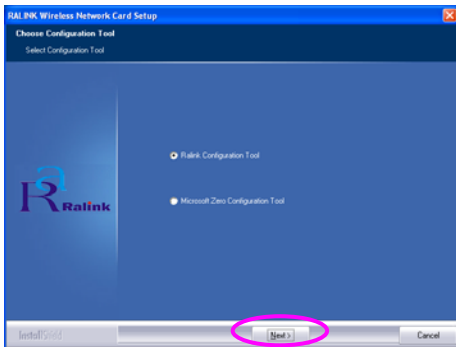 RALINK Wireless Network Card Setup
Choose Configuration Tool
Select Configuration Tool
Ralink Configuration Tool
Microsoft Zero Configuration Tool
Ralink
InstallShield
Next >
Cancel